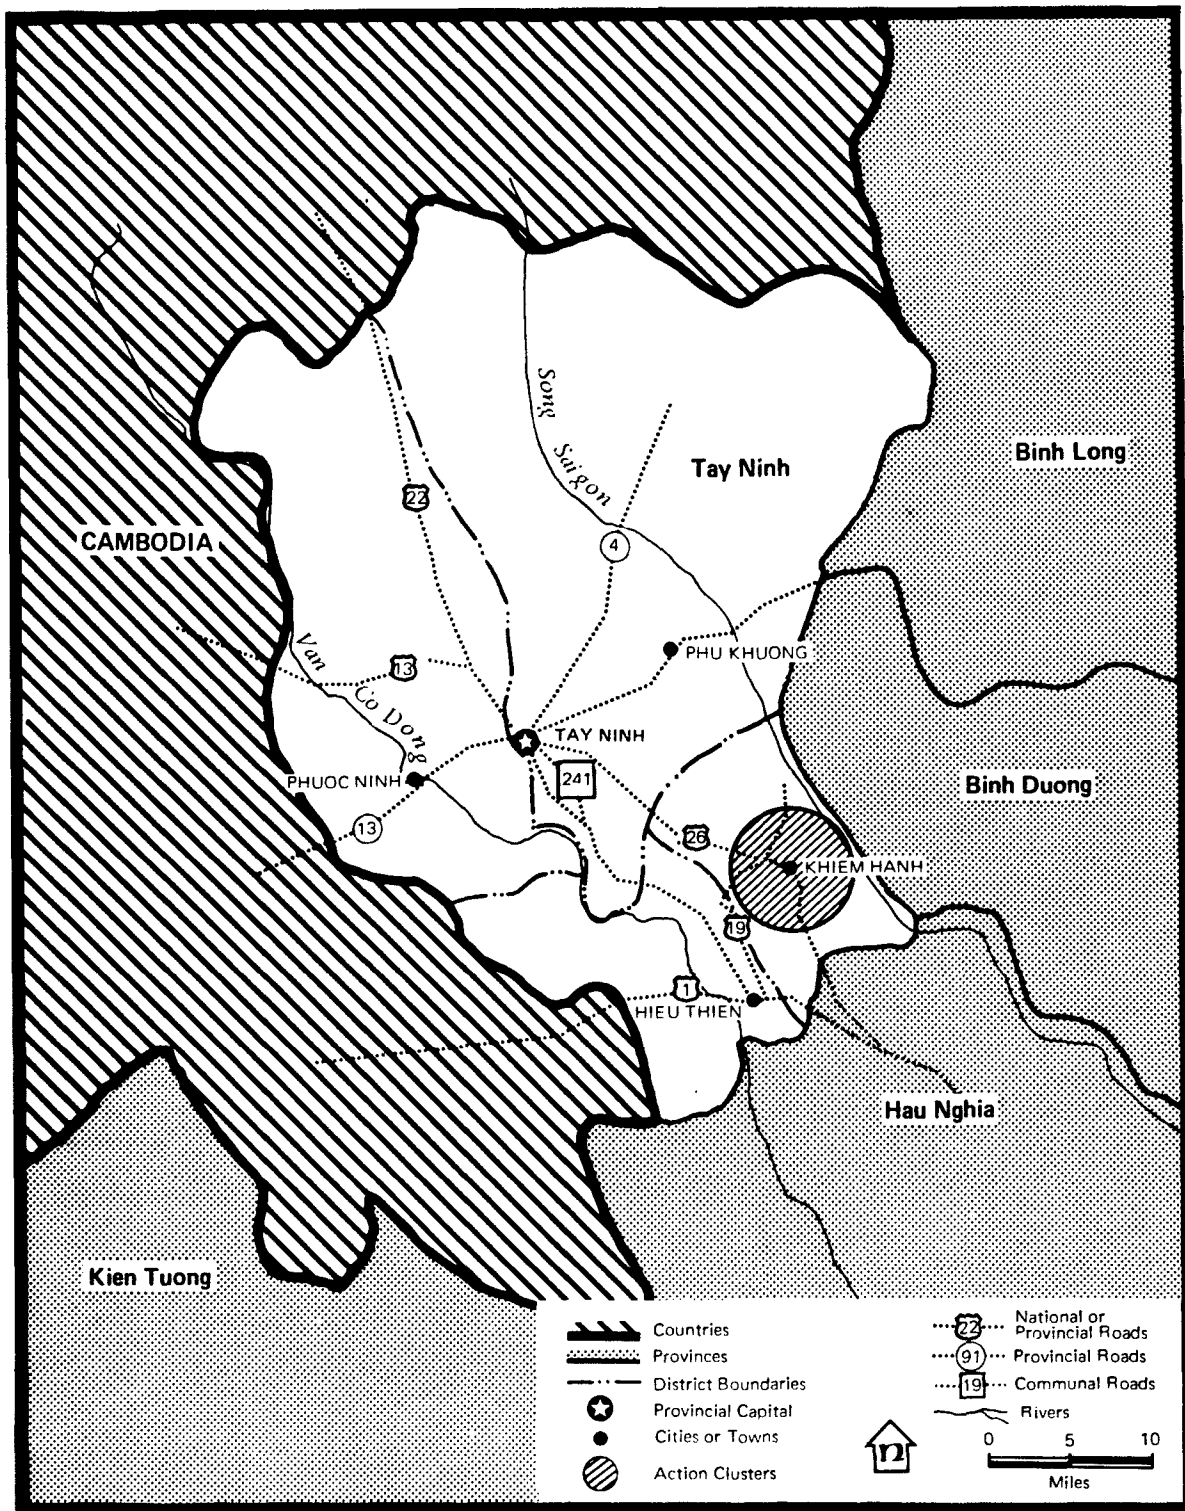 Song
Saigon
Tay Ninh
Binh Long
22
CAMBODIA
4
Van
Co Dong
13
PHU KHUONG
TAY NINH
PHUOC NINH
241
Binh Duong
13
26
KHIEM HANH
19
1
HIEU THIEN
Hau Nghia
Kien Tuong
Countries
Provinces
District Boundaries
Provincial Capital
Cities or Towns
Action Clusters
22
National or
Provincial Roads
91 Provincial Roads
19 Communal Roads
Rivers
n
0 5 10
Miles